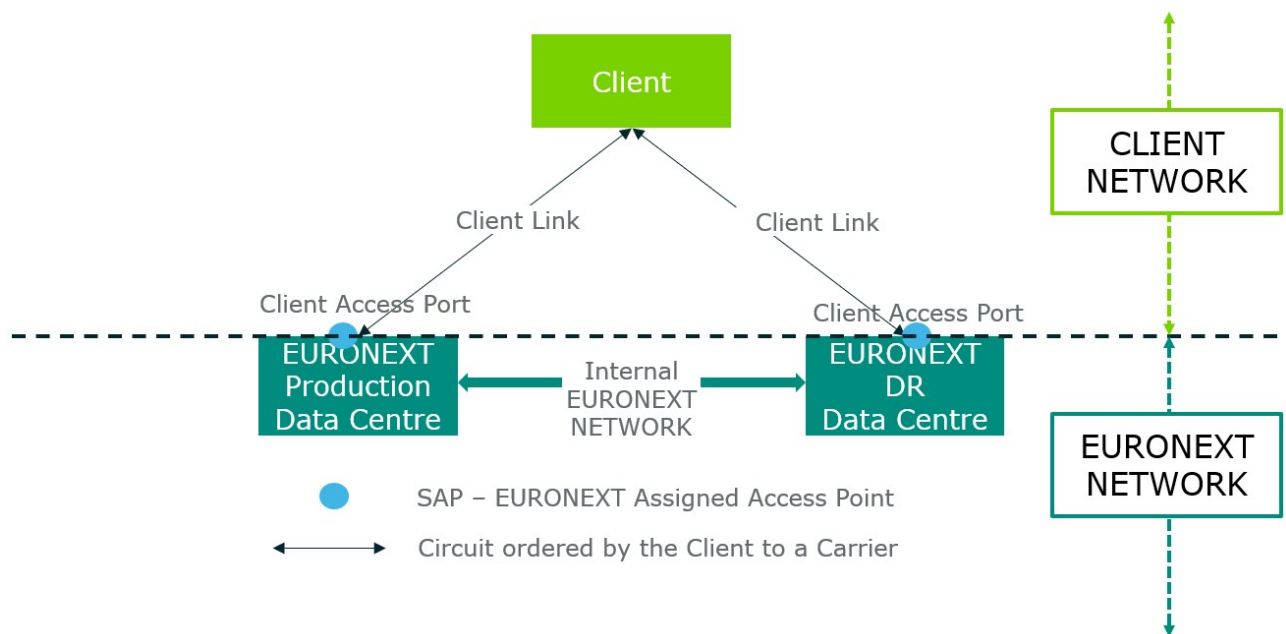 Client
CLIENT
NETWORK
Client Link
Client Link
Client Access Port
Client Access Port
EURONEXT
Production
Data Centre
Internal
EURONEXT
NETWORK
EURONEXT
DR
Data Centre
EURONEXT
NETWORK
SAP – EURONEXT Assigned Access Point
Circuit ordered by the Client to a Carrier